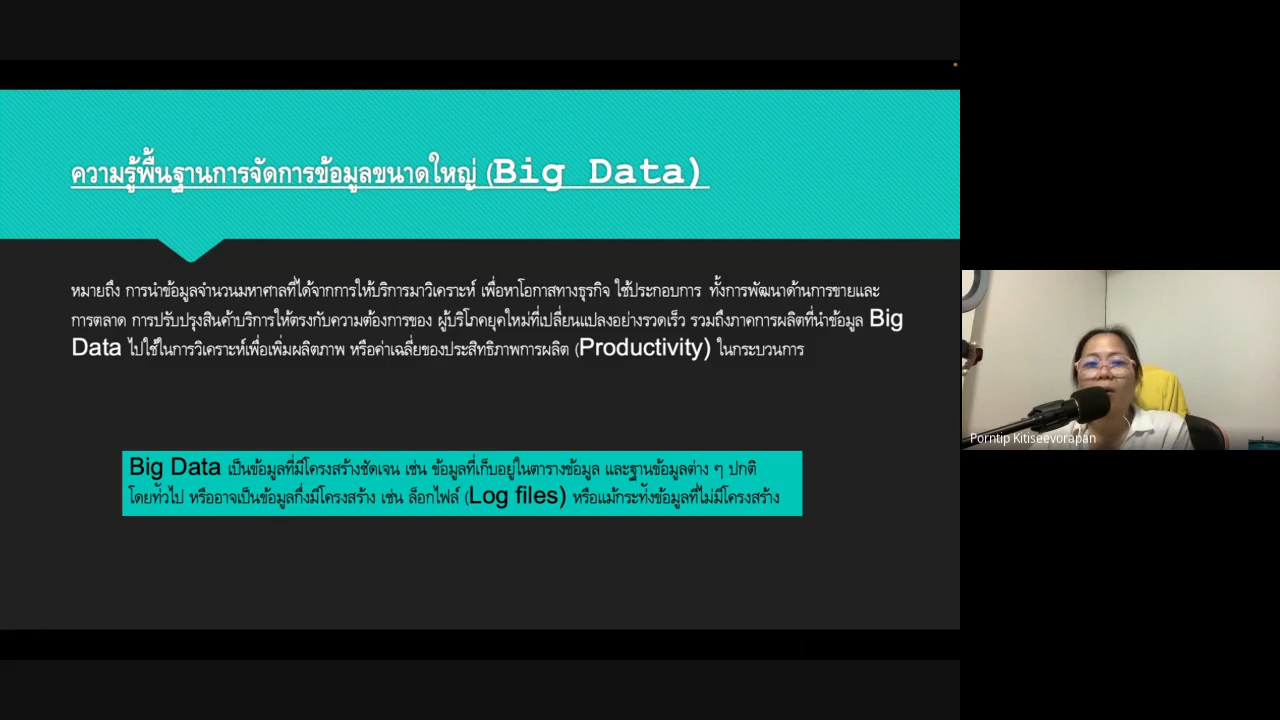 ความรู้พื้นฐานการจัดการข้อมูลขนาดใหญ่ (Big Data)
หมายถึง การนำข้อมูลจำนวนมหาศาลที่ได้จากการให้บริการมาวิเคราะห์ เพื่อหาโอกาสทางธุรกิจ ใช้ประกอบการ ทั้งการพัฒนาด้านการขายและ
การตลาด การปรับปรุงสินค้าบริการให้ตรงกับความต้องการของ ผู้บริโภคยุคใหม่ที่เปลี่ยนแปลงอย่างรวดเร็ว รวมถึงภาคการผลิตที่นำข้อมูล Big
Data ไปใช้ในการวิเคราะห์เพื่อเพิ่มผลิตภาพ หรือค่าเฉลี่ยของประสิทธิภาพการผลิต (Productivity) ในกระบวนการ
Big Data เป็นข้อมูลที่มีโครงสร้างชัดเจน เช่น ข้อมูลที่เก็บอยู่ในตารางข้อมูล และฐานข้อมูลต่าง ๆ ปกติ
โดยทั่วไป หรืออาจเป็นข้อมูลกึ่งมีโครงสร้าง เช่น ล็อกไฟล์ (Log files) หรือแม้กระทั่งข้อมูลที่ไม่มีโครงสร้าง
Porntip Kitiseevorapan